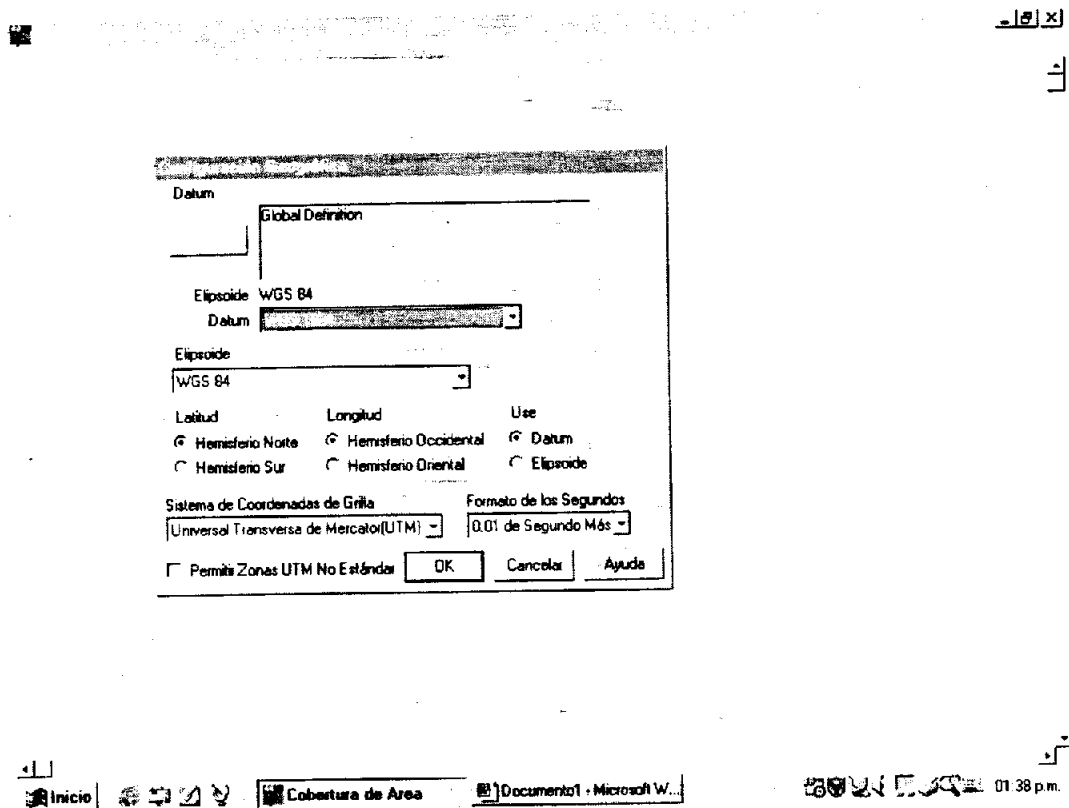 Datum
Global Definition
Elipsoide WGS 84
Datum
Elipsoide
WGS 84
Latitud Longitud Use
Hemisferio Norte Hemisferio Occidental Datum
Hemisferio Sur Hemisferio Oriental Elipsoide
Sistema de Coordenadas de Grilla Formato de los Segundos
Universal Transversa de Mercator(UTM) 0.01 de Segundo Más
Permitir Zonas UTM No Estándar OK Cancelar Ayuda
Inicio Cobertura de Area Documento1 - Microsoft W... 01:38 p.m.